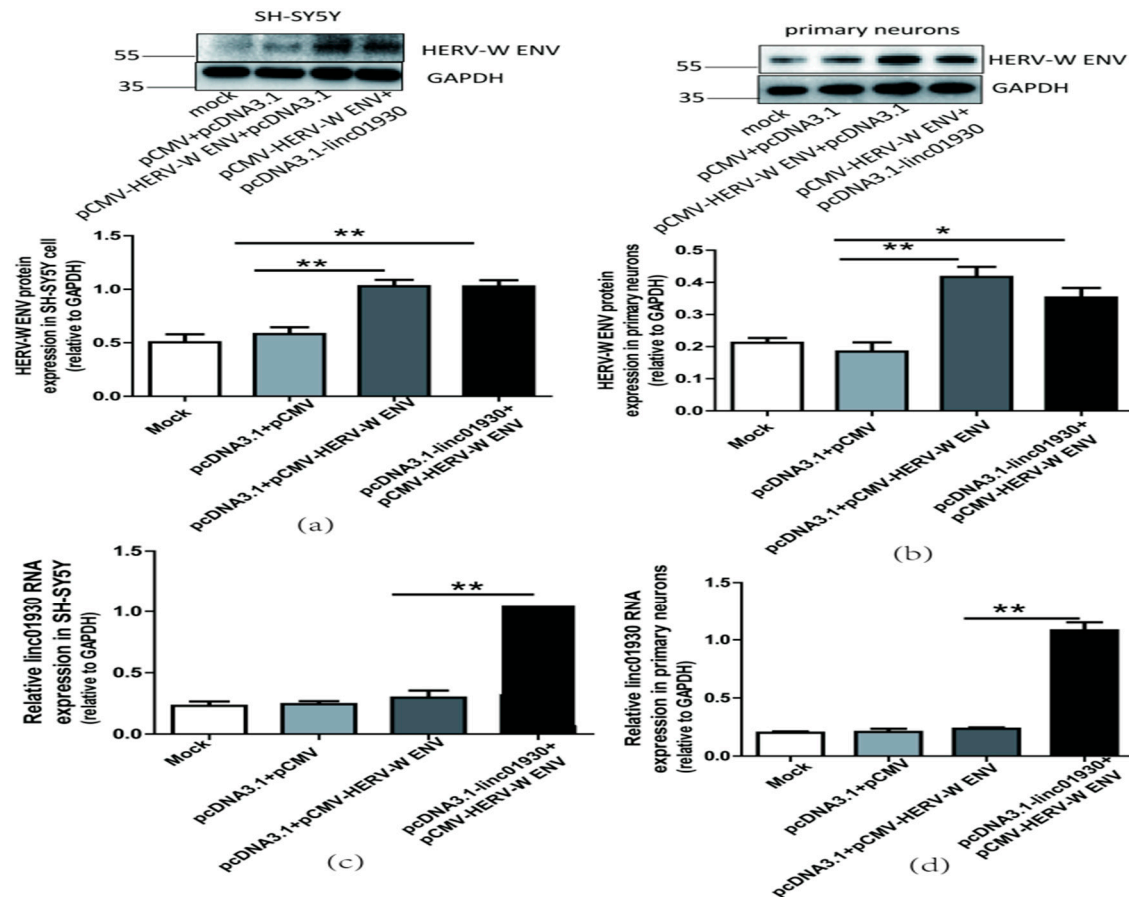 SH-SY5Y
55
HERV-W ENV
35
GAPDH
mock
pCMV+pcDNA3.1
pCMV-HERV-W ENV+pcDNA3.1
pCMV-HERV-W ENV+
pcDNA3.1-linc01930
primary neurons
55
HERV-W ENV
35
GAPDH
mock
pCMV+pcDNA3.1
pCMV-HERV-W ENV+pcDNA3.1
pCMV-HERV-W ENV+
pcDNA3.1-linc01930
HERV-W ENV protein
expression in SH-SY5Y cell
(relative to GAPDH)
1.5
1.0
0.5
0.0
**
**
Mock
pcDNA3.1+pCMV
pcDNA3.1+pCMV-HERV-W ENV
pcDNA3.1-linc01930+
pCMV-HERV-W ENV
(a)
HERV-W ENV protein
expression in primary neurons
(relative to GAPDH)
0.5
0.4
0.3
0.2
0.1
0.0
*
**
Mock
pcDNA3.1+pCMV
pcDNA3.1+pCMV-HERV-W ENV
pcDNA3.1-linc01930+
pCMV-HERV-W ENV
(b)
Relative linc01930 RNA
expression in SH-SY5Y
(relative to GAPDH)
1.5
1.0
0.5
0.0
**
Mock
pcDNA3.1+pCMV
pcDNA3.1+pCMV-HERV-W ENV
pcDNA3.1-linc01930+
pCMV-HERV-W ENV
(c)
Relative linc01930 RNA
expression in primary neurons
(relative to GAPDH)
1.5
1.0
0.5
0.0
**
Mock
pcDNA3.1+pCMV
pcDNA3.1+pCMV-HERV-W ENV
pcDNA3.1-linc01930+
pCMV-HERV-W ENV
(d)